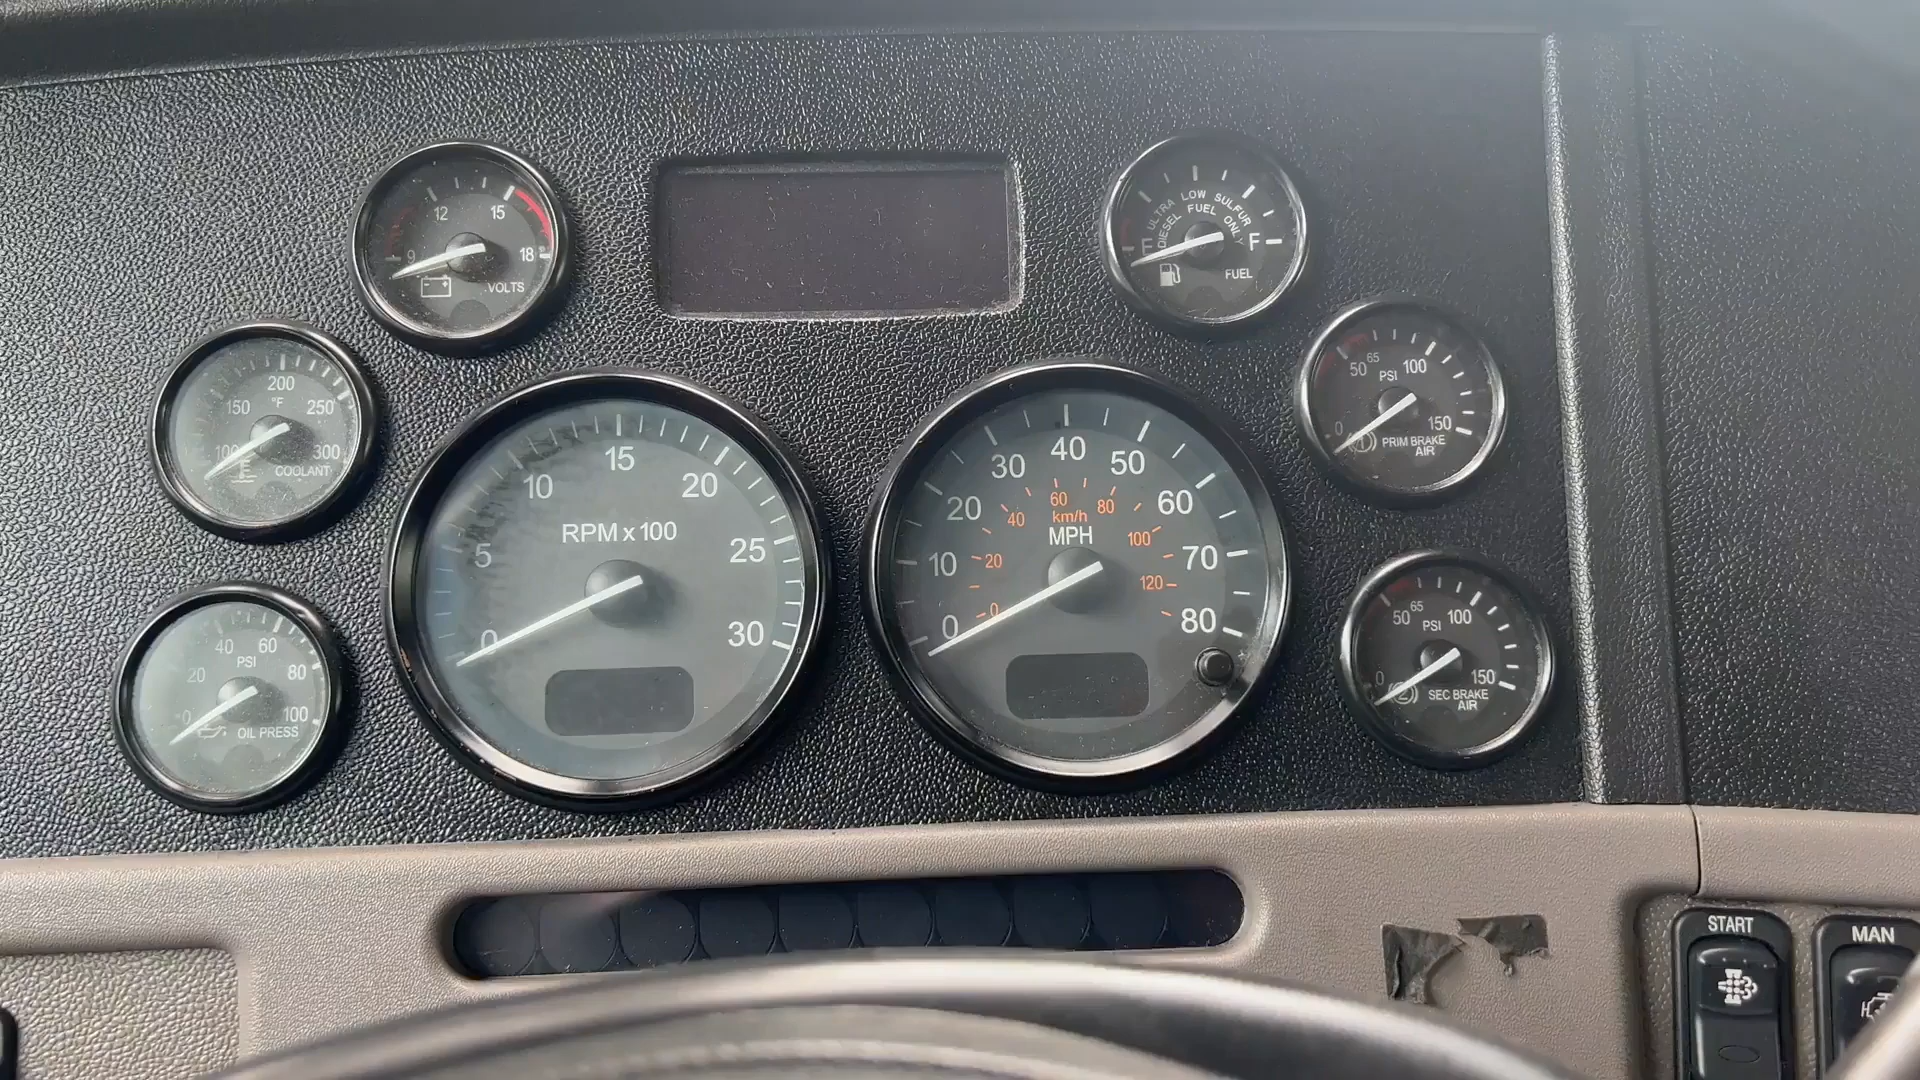 12 15
9 18
VOLTS
ULTRA LOW SULFUR
DIESEL FUEL ONLY
F
FUEL
200
°F
150 250
100 300
COOLANT
65
50 100
PSI
0 150
PRIM BRAKE
AIR
15
10 20
RPM x 100
5 25
0 30
40
30 50
20 60
10 70
0 80
60
40 80
km/h
MPH
20 100
0 120
40 60
PSI
20 80
0 100
OIL PRESS
65
50 100
PSI
0 150
2
SEC BRAKE
AIR
START
MAN